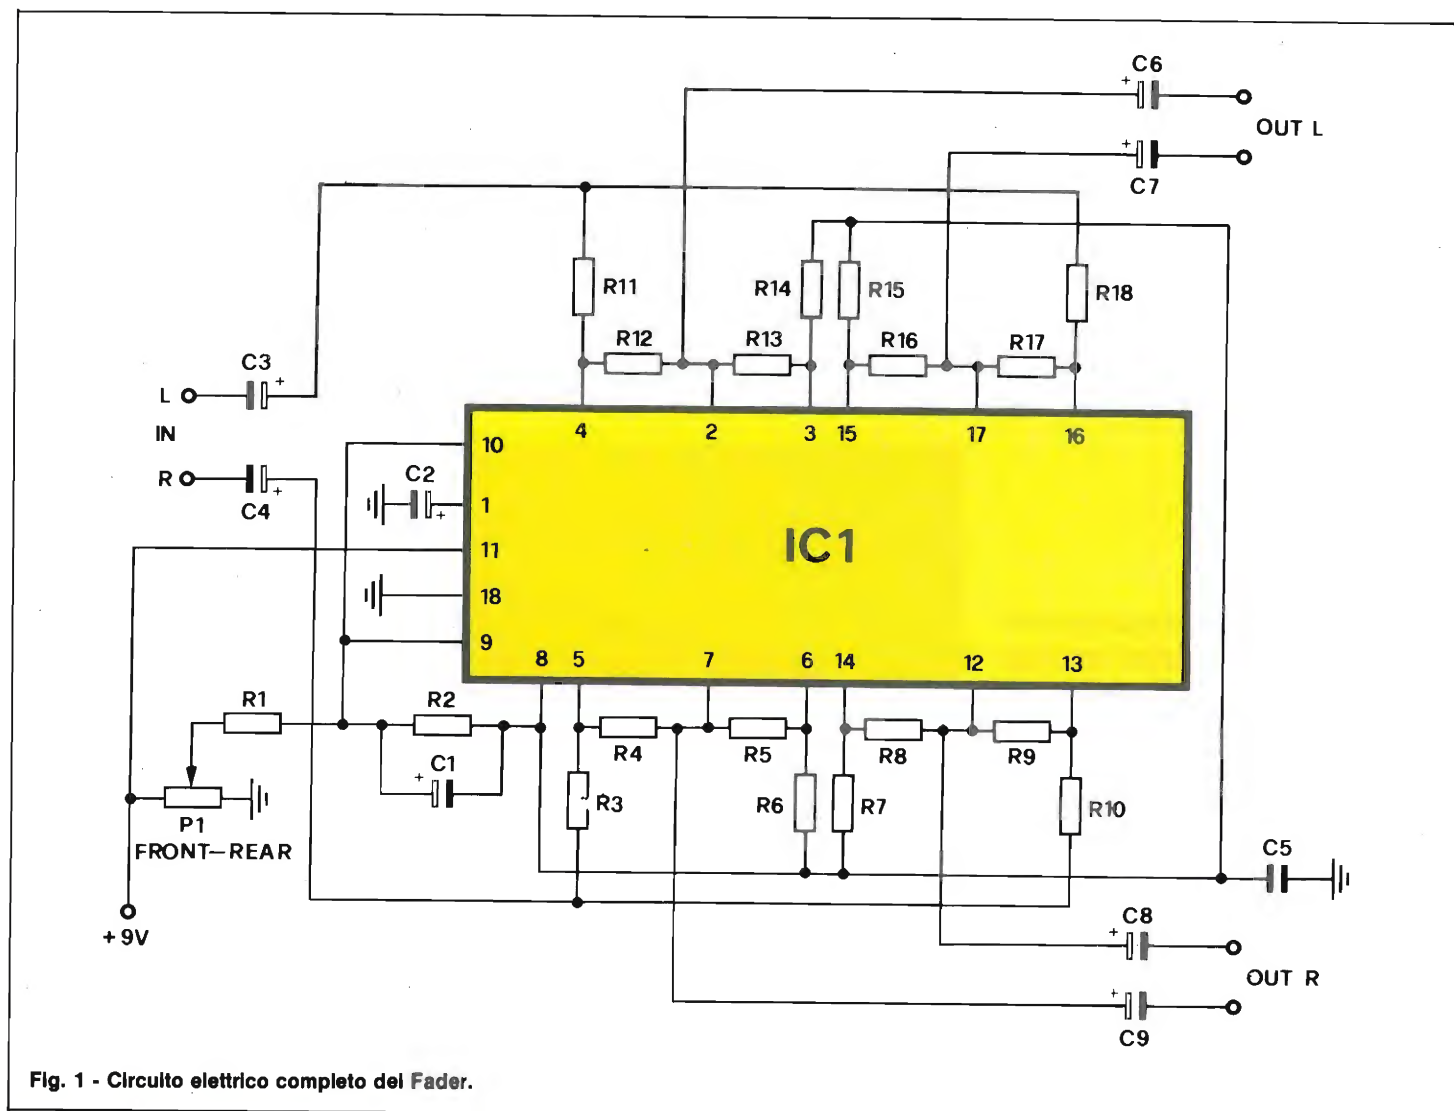 C6
OUT L
C7
R11
R14
R15
R18
R12
R13
R16
R17
C3
L
IN
R
C4
4
2
3
15
17
16
10
C2
1
IC1
11
18
9
8
5
7
6
14
12
13
R1
R2
R4
R5
R8
R9
C1
R3
R6
R7
R10
P1
FRONT–REAR
C5
+9V
C8
OUT R
C9
Fig. 1 - Circuito elettrico completo del Fader.